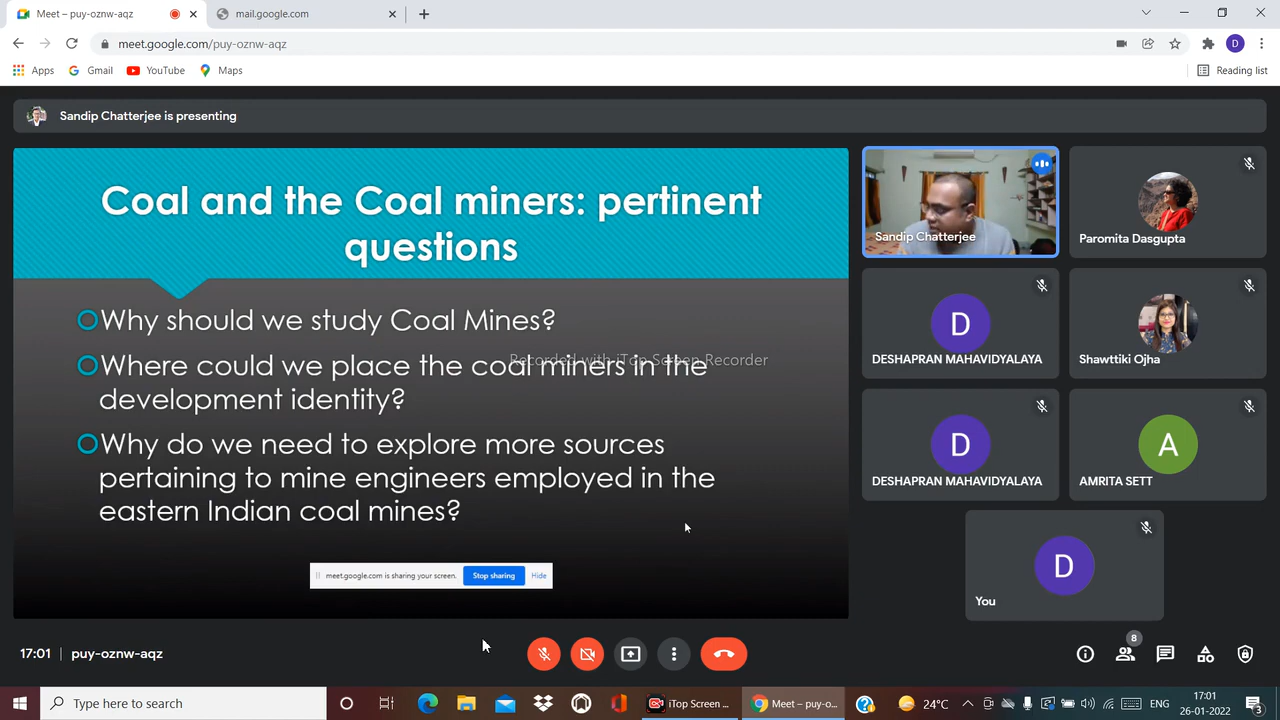 Meet – puy-oznw-aqz
mail.google.com
meet.google.com/puy-oznw-aqz
Apps
Gmail
YouTube
Maps
Reading list
Sandip Chatterjee is presenting
Coal and the Coal miners: pertinent
questions
Why should we study Coal Mines?
Where could we place the coal miners in the
development identity?
Why do we need to explore more sources
pertaining to mine engineers employed in the
eastern Indian coal mines?
Recorded with iTop Screen Recorder
meet.google.com is sharing your screen.
Stop sharing
Hide
Sandip Chatterjee
Paromita Dasgupta
D
DESHAPRAN MAHAVIDYALAYA
Shawttiki Ojha
D
DESHAPRAN MAHAVIDYALAYA
A
AMRITA SETT
D
You
17:01 | puy-oznw-aqz
8
Type here to search
iTop Screen ...
Meet – puy-o...
24°C
17:01
26-01-2022
3
D